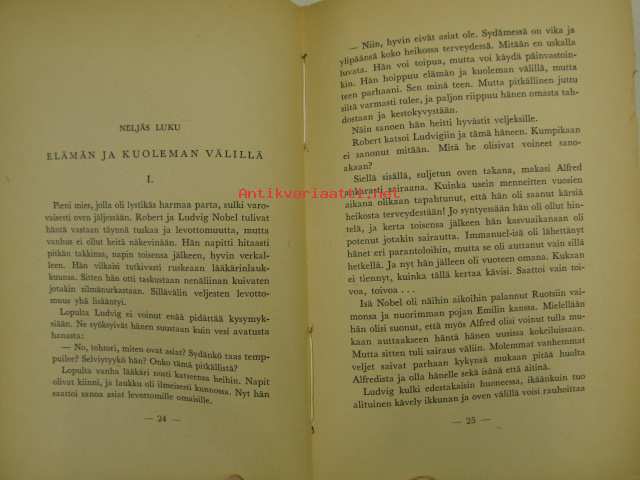 NELJÄS LUKU
ELÄMÄN JA KUOLEMAN VÄLILLÄ
I.
Pieni mies, jolla oli lystikäs harmaa parta, sulki varo-
vaisesti oven jäljessään. Robert ja Ludvig Nobel tulivat
häntä vastaan täynnä tuskaa ja levottomuutta, mutta
vanhus ei ollut heitä näkevinään. Hän napitti hitaasti
pitkän takkinsa, napin toisensa jälkeen, hyvin verkal-
leen. Hän vilkaisi tutkivasti ruskeaan lääkärinlauk-
kuunsa. Sitten hän otti taskustaan nenäliinan kuivaten
jotakin silmänurkastaan. Sillävälin veljesten levotto-
muus yhä lisääntyi.
Lopulta Ludvig ei voinut enää pidättää kysymyk-
siään. Ne syöksyivät hänen suustaan kuin vesi avatusta
hanasta:
— No, tohtori, miten ovat asiat? Sydänkö taas temp-
puilee? Selviytyykö hän? Onko tämä pitkällistä?
Lopulta vanha lääkäri nosti katseensa heihin. Napit
olivat kiinni, ja laukku oli ilmeisesti kunnossa. Nyt hän
saattoi sanoa asiat levottomille omaisille.
— 24 —
— Niin, hyvin eivät asiat ole. Sydämessä on vika ja
ylipäänsä koko heikossa terveydessä. Mitään en uskalla
luvata. Hän voi toipua, mutta voi käydä päinvastoin-
kin. Hän hoippuu elämän ja kuoleman välillä, mutta
teen parhaani. Sen minä teen. Mutta pitkällinen juttu
siitä varmasti tulee, ja paljon riippuu hänen omasta tah-
dostaan ja kestokyvystään.
Näin sanoen hän heitti hyvästit veljeksille.
Robert katsoi Ludvigiin ja tämä häneen. Kumpikaan
ei sanonut mitään. Mitä he olisivat voineet sano-
akaan?
Siellä sisällä, suljetun oven takana, makasi Alfred
ankarasti sairaana. Kuinka usein menneitten vuosien
aikana olikaan tapahtunut, että hän oli saanut kärsiä
heikosta terveydestään! Jo syntyessään hän oli ollut hin-
telä, ja kerta toisensa jälkeen hän kasvuaikanaan oli
potenut jotakin sairautta. Immanuel-isä oli lähettänyt
hänet eri parantoloihin, mutta se oli auttanut vain sillä
hetkellä. Ja nyt hän jälleen oli vuoteen omana. Kukaan
ei tiennyt, kuinka tällä kertaa kävisi. Saattoi vain toi-
voa, toivoa . . .
Isä Nobel oli näihin aikoihin palannut Ruotsiin vai-
monsa ja nuorimman pojan Emilin kanssa. Mielellään
hän olisi suonut, että myös Alfred olisi voinut tulla mu-
kaan auttaakseen häntä hänen uusissa kokeiluissaan.
Mutta sitten tuli sairaus väliin. Molemmat vanhemmat
veljet saivat parhaan kykynsä mukaan pitää huolta
Alfredista ja olla hänelle sekä isänä että äitinä.
Ludvig kulki edestakaisin huoneessa, ikäänkuin tuo
alituinen kävely ikkunan ja oven välillä voisi rauhoittaa
— 25 —
Antikvariaatti.net